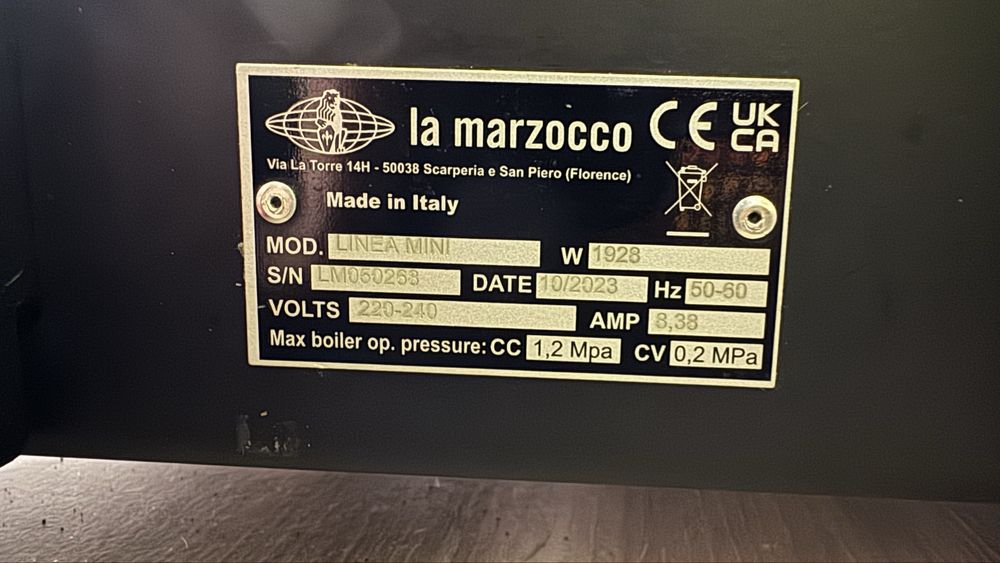 la marzocco CE UK CA
Via La Torre 14H - 50038 Scarperia e San Piero (Florence)
Made in Italy
MOD. LINEA MINI W 1928
S/N LM050268 DATE 10/2023 Hz 50-60
VOLTS 220-240 AMP 8,38
Max boiler op. pressure: CC 1,2 Mpa CV 0,2 MPa